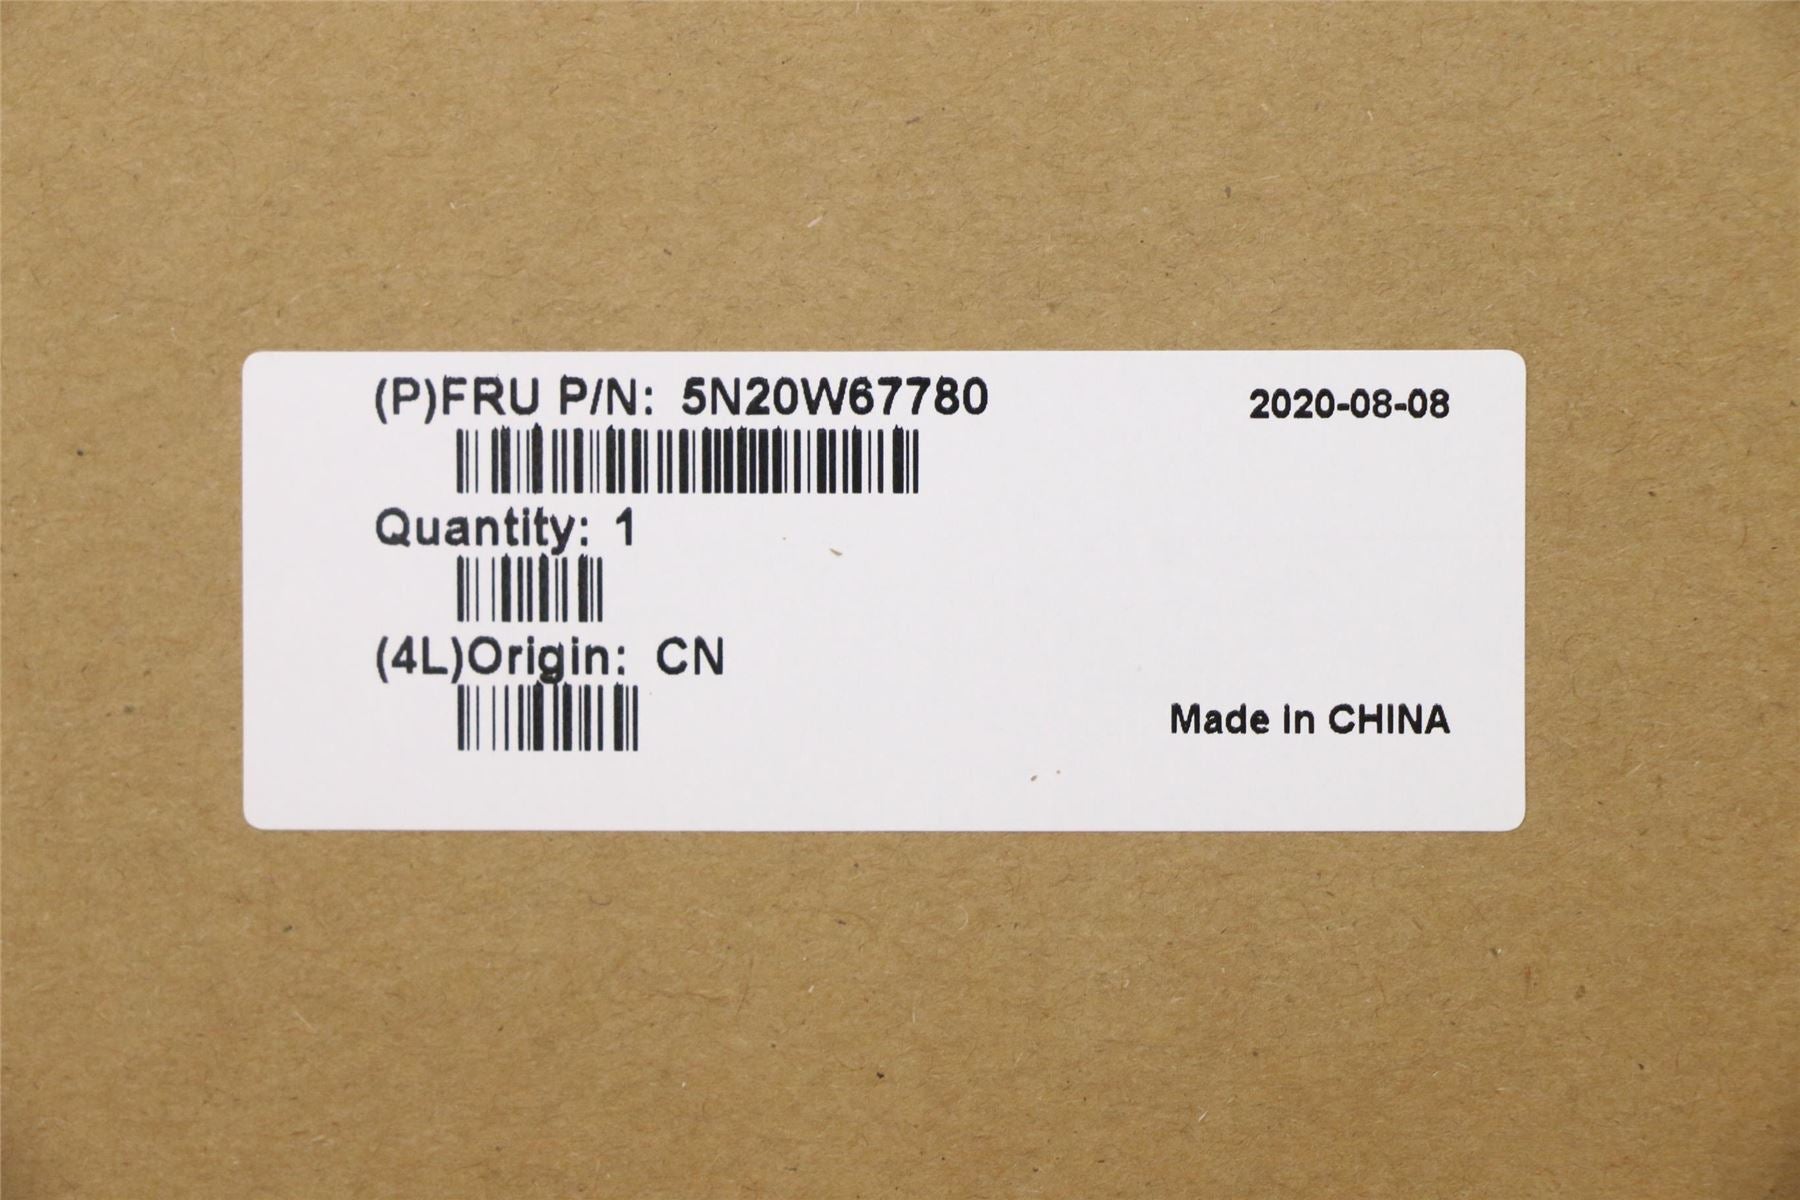 (P)FRU P/N: 5N20W67780
2020-08-08
Quantity: 1
(4L)Origin: CN
Made in CHINA